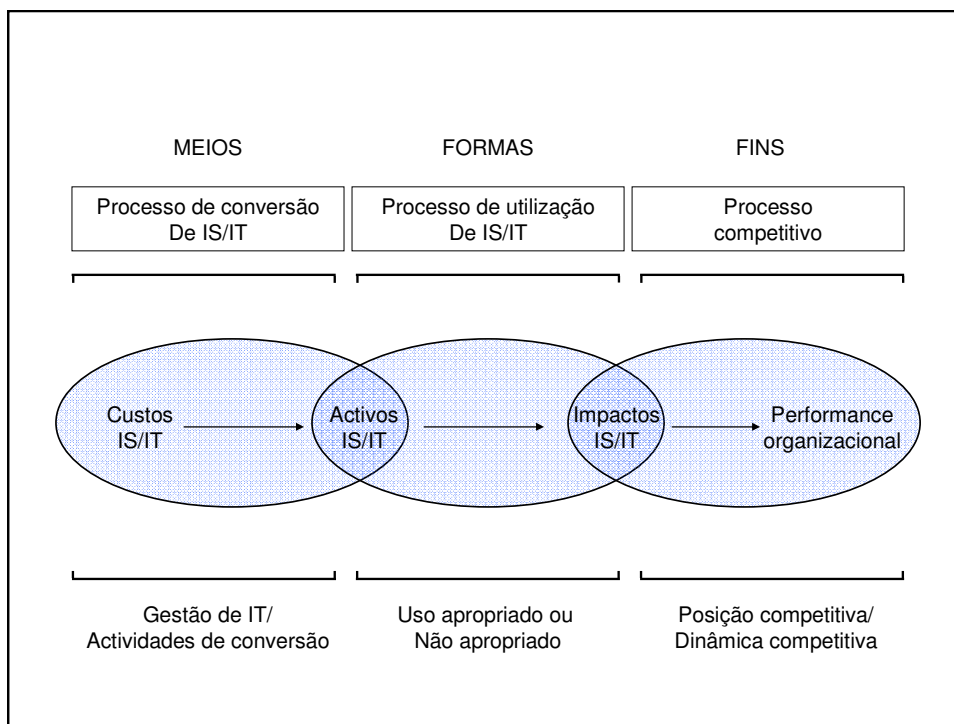 MEIOS
FORMAS
FINS
Processo de conversão
De IS/IT
Processo de utilização
De IS/IT
Processo
competitivo
Custos
IS/IT
Activos
IS/IT
Impactos
IS/IT
Performance
organizacional
Gestão de IT/
Actividades de conversão
Uso apropriado ou
Não apropriado
Posição competitiva/
Dinâmica competitiva